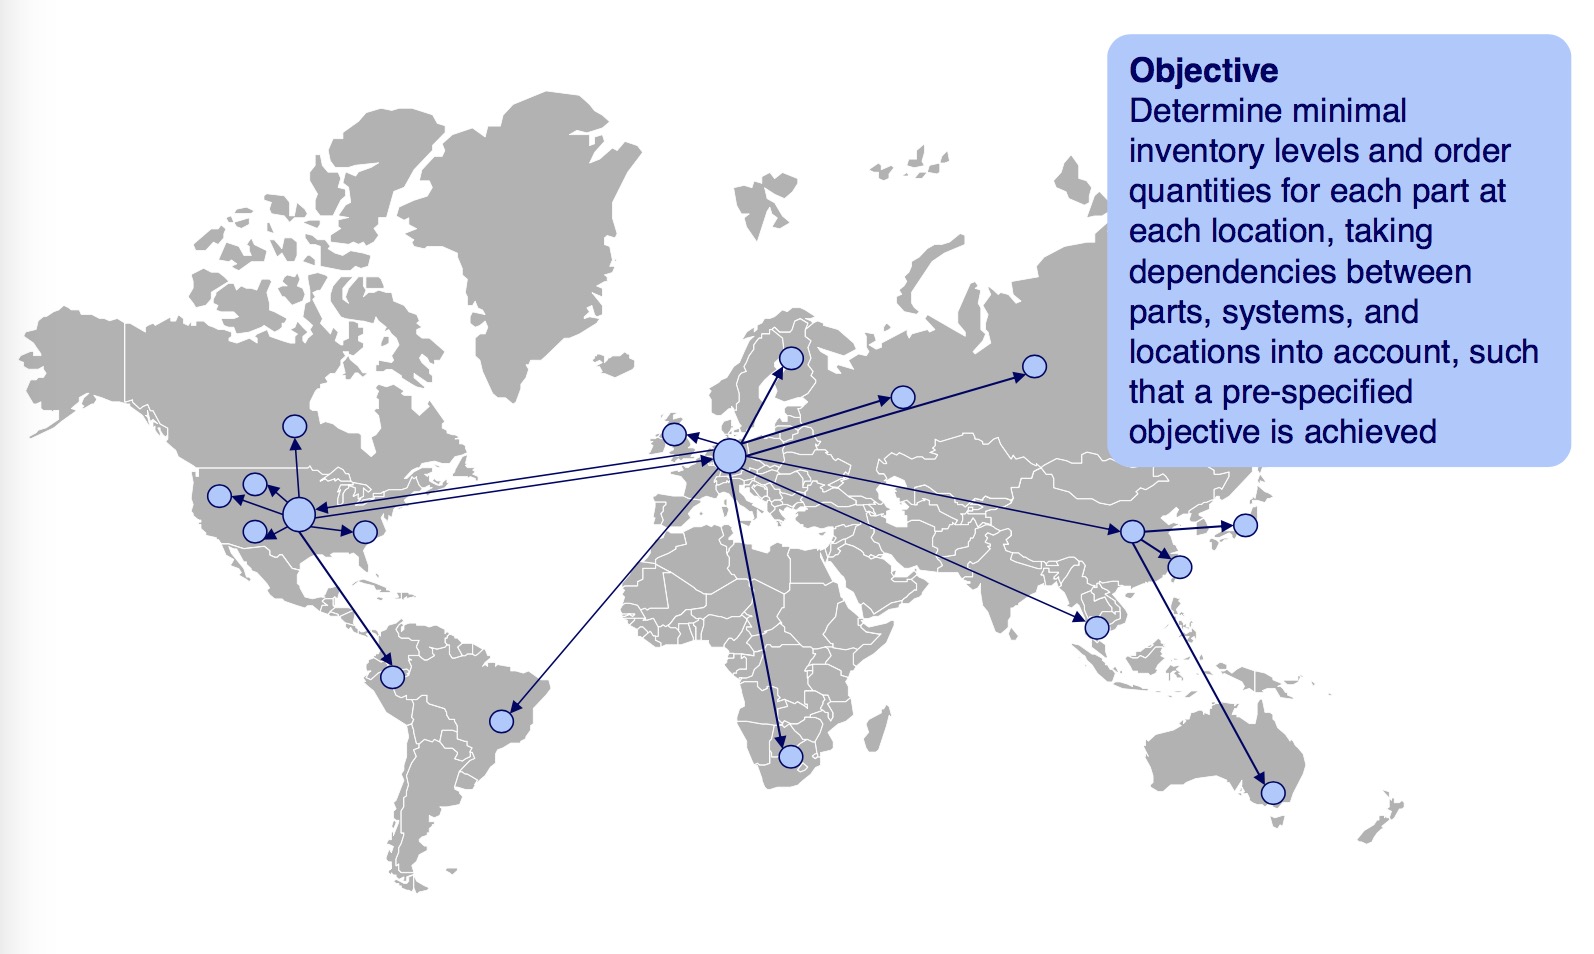 Objective
Determine minimal
inventory levels and order
quantities for each part at
each location, taking
dependencies between
parts, systems, and
locations into account, such
that a pre-specified
objective is achieved